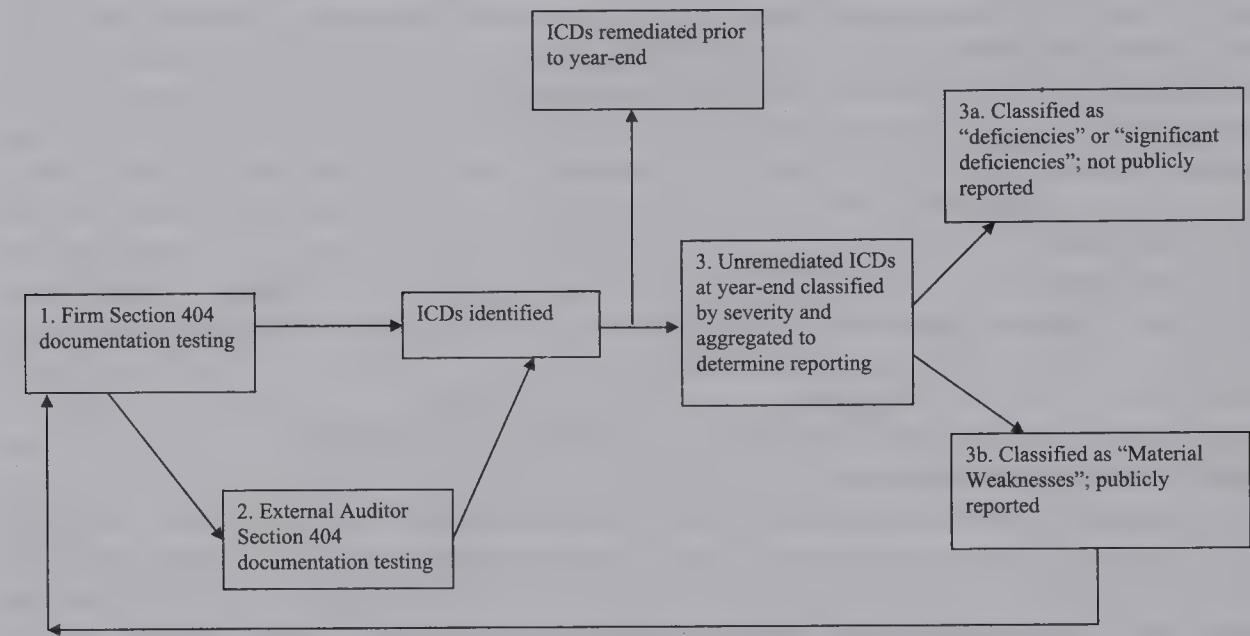 ICDs remediated prior
to year-end
3a. Classified as
“deficiencies” or “significant
deficiencies”; not publicly
reported
3. Unremediated ICDs
at year-end classified
by severity and
aggregated to
determine reporting
1. Firm Section 404
documentation testing
ICDs identified
3b. Classified as “Material
Weaknesses”; publicly
reported
2. External Auditor
Section 404
documentation testing